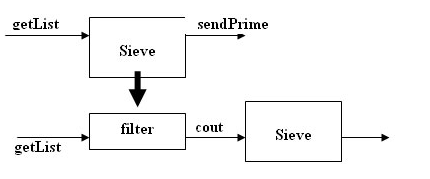 getList
sendPrime
Sieve
filter
cout
Sieve
getList